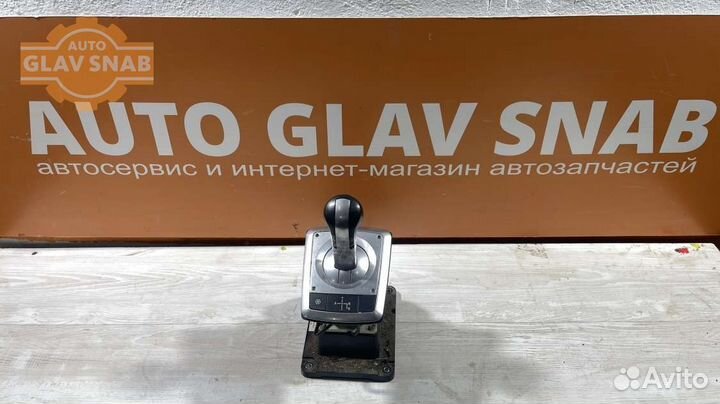 AUTO
GLAV SNAB
AUTO GLAV SNAB
автосервис и интернет-магазин автозапчастей
Avito